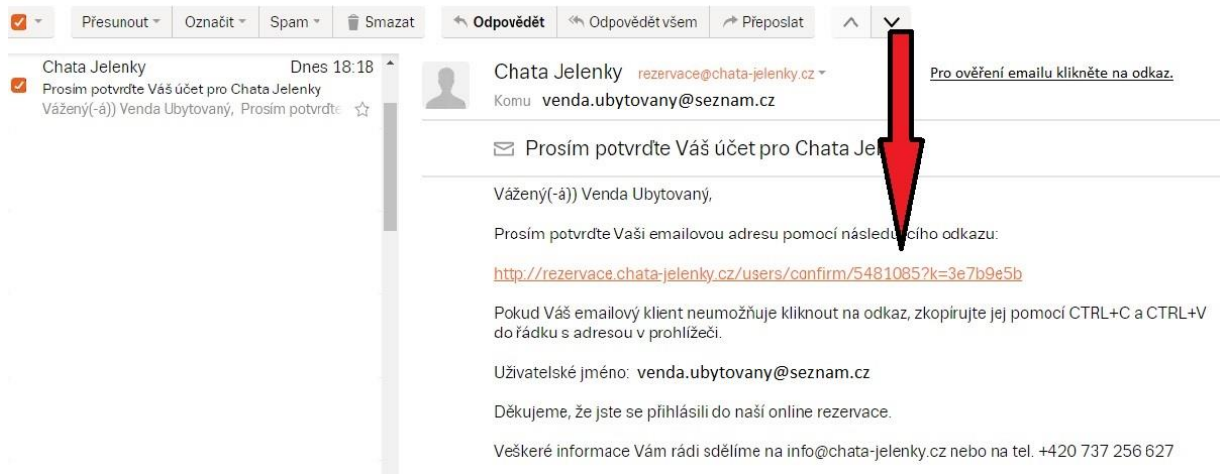 Přesunout Označit Spam Smazat Odpovědět Odpovědět všem Přeposlat
Chata Jelenky Dnes 18:18
Prosím potvrďte Váš účet pro Chata Jelenky
Vážený(-á)) Venda Ubytovaný, Prosím potvrďte
Chata Jelenky rezervace@chata-jelenky.cz
Pro ověření emailu klikněte na odkaz.
Komu venda.ubytovany@seznam.cz
Prosím potvrďte Váš účet pro Chata
Vážený(-á)) Venda Ubytovaný,
Prosím potvrďte Vaši emailovou adresu pomocí následujícího odkazu:
http://rezervace.chata-jelenky.cz/users/confirm/5481085?k=3e7b9e5b
Pokud Váš emailový klient neumožňuje kliknout na odkaz, zkopírujte jej pomocí CTRL+C a CTRL+V
do řádku s adresou v prohlížeči.
Uživatelské jméno: venda.ubytovany@seznam.cz
Děkujeme, že jste se přihlásili do naší online rezervace.
Veškeré informace Vám rádi sdělíme na info@chata-jelenky.cz nebo na tel. +420 737 256 627